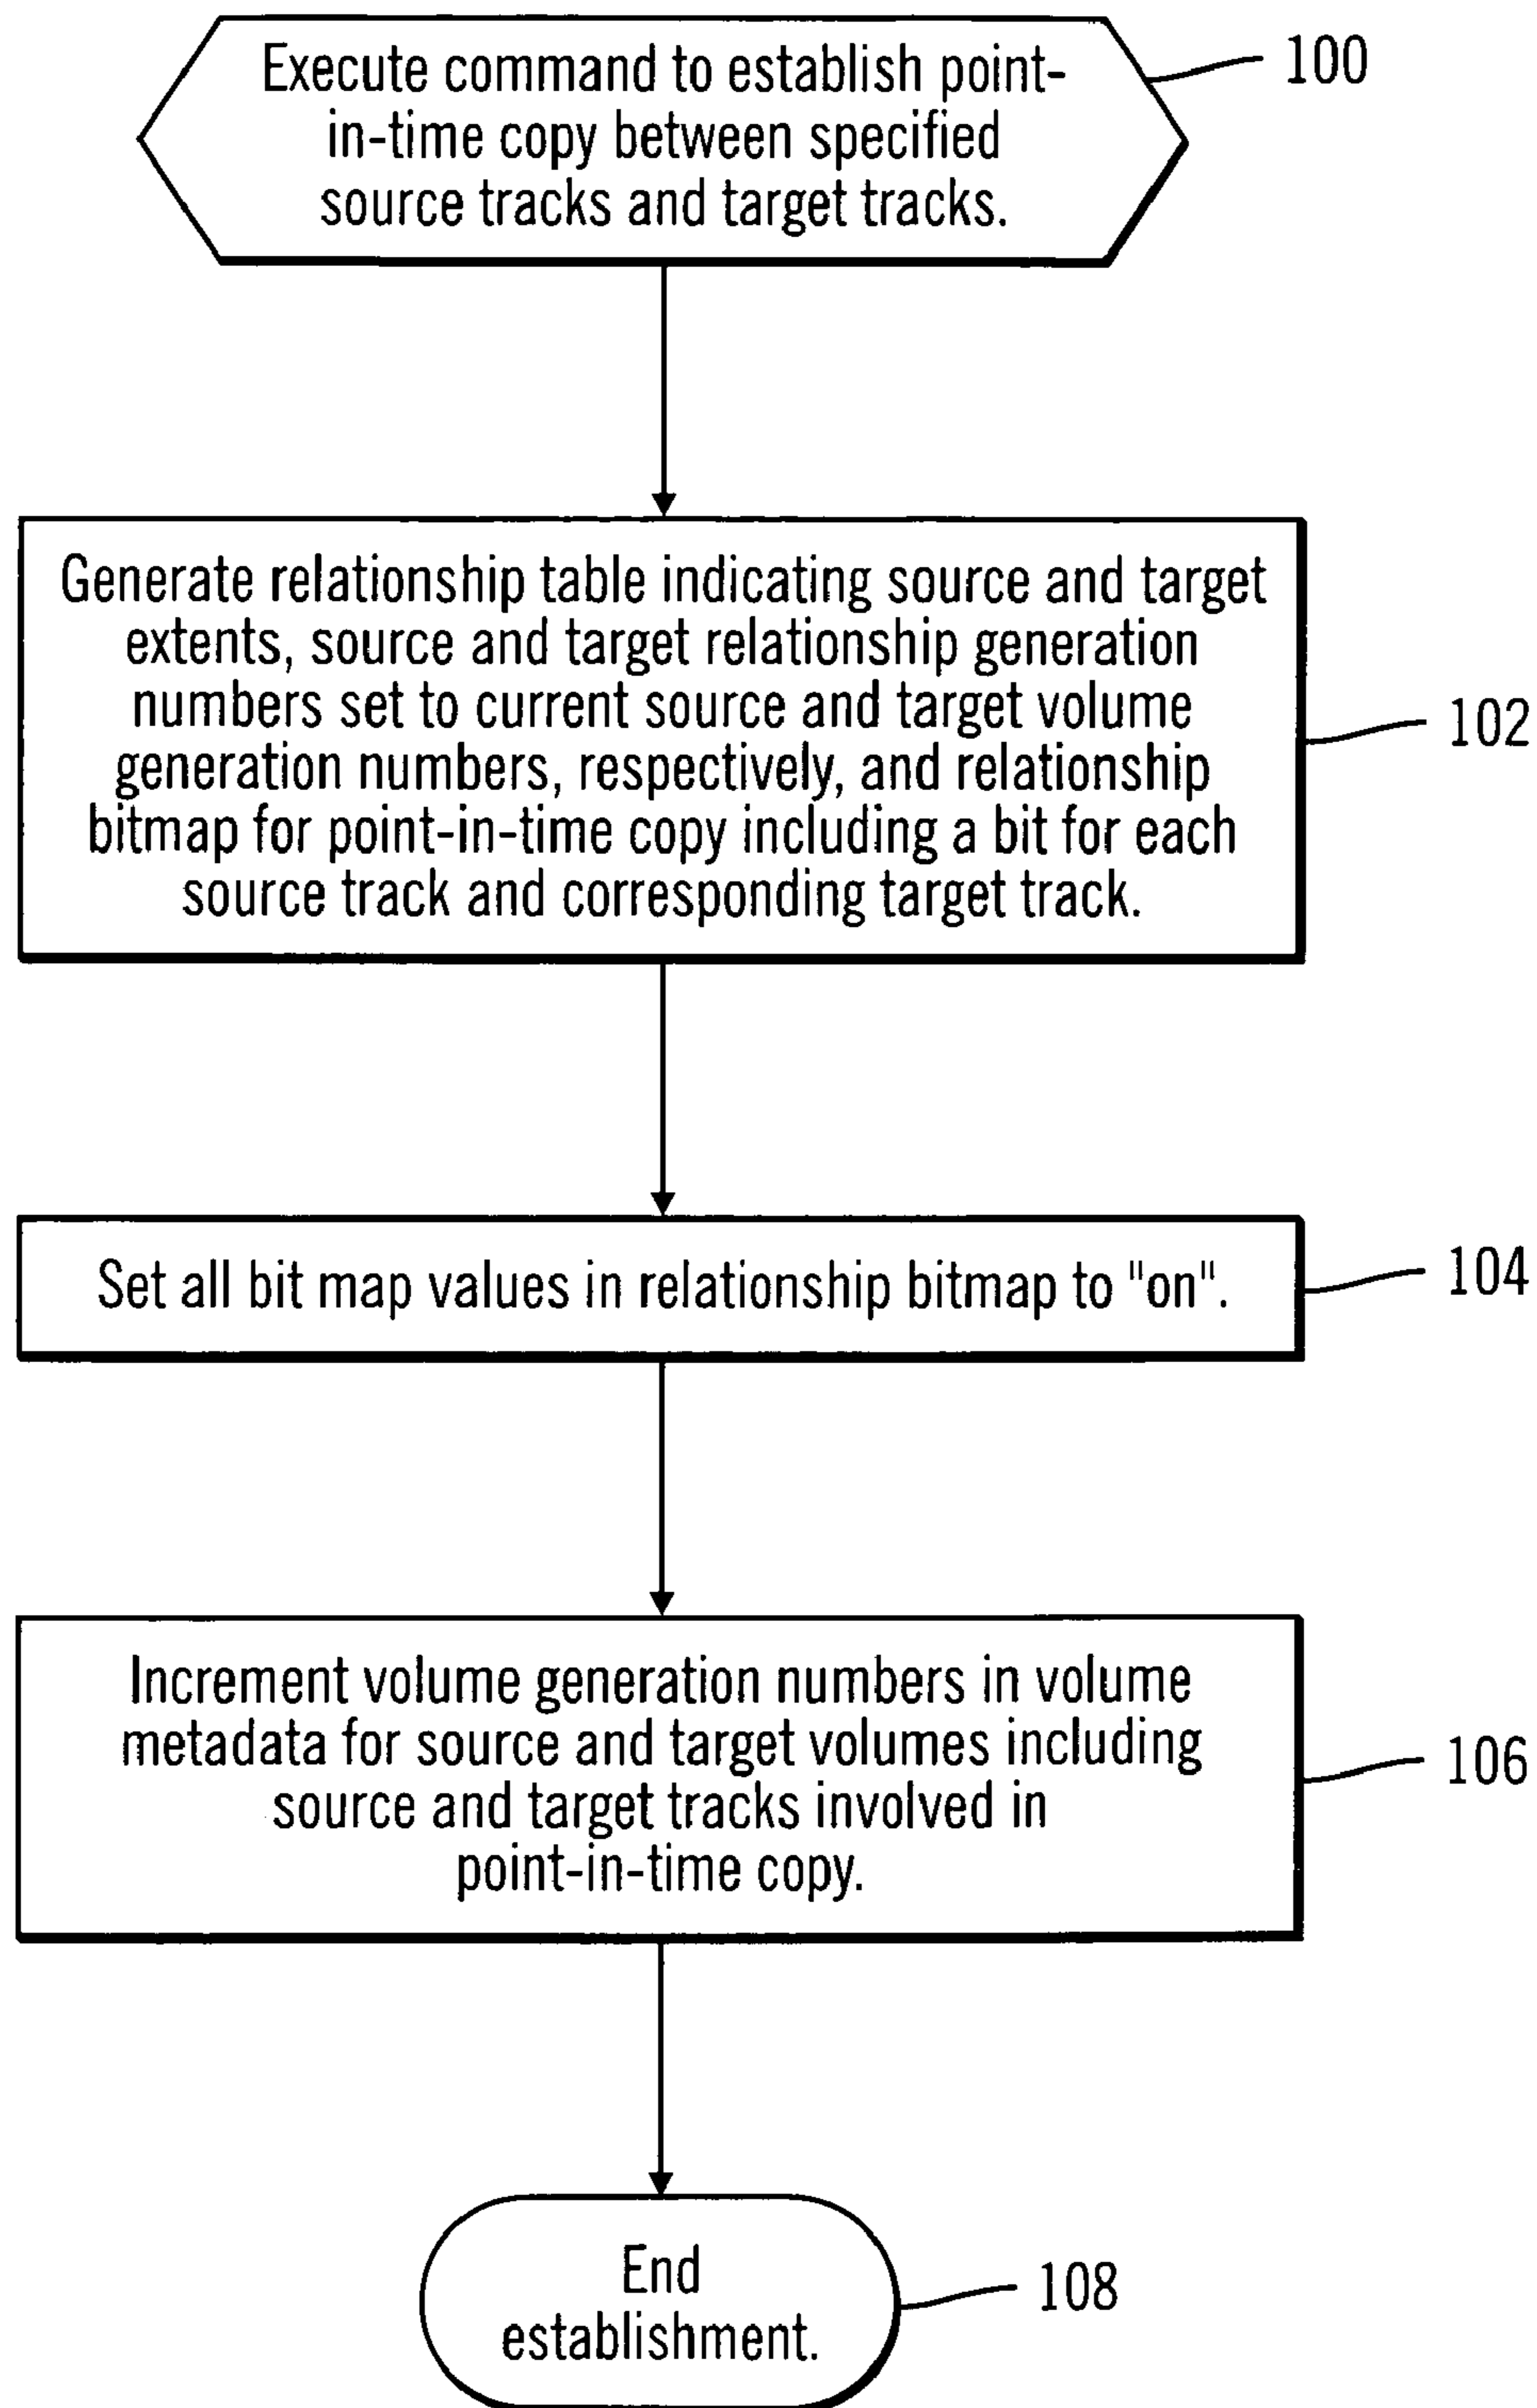 Execute command to establish point-
in-time copy between specified
source tracks and target tracks.
100
Generate relationship table indicating source and target
extents, source and target relationship generation
numbers set to current source and target volume
generation numbers, respectively, and relationship
bitmap for point-in-time copy including a bit for each
source track and corresponding target track.
102
Set all bit map values in relationship bitmap to "on".
104
Increment volume generation numbers in volume
metadata for source and target volumes including
source and target tracks involved in
point-in-time copy.
106
End
establishment.
108